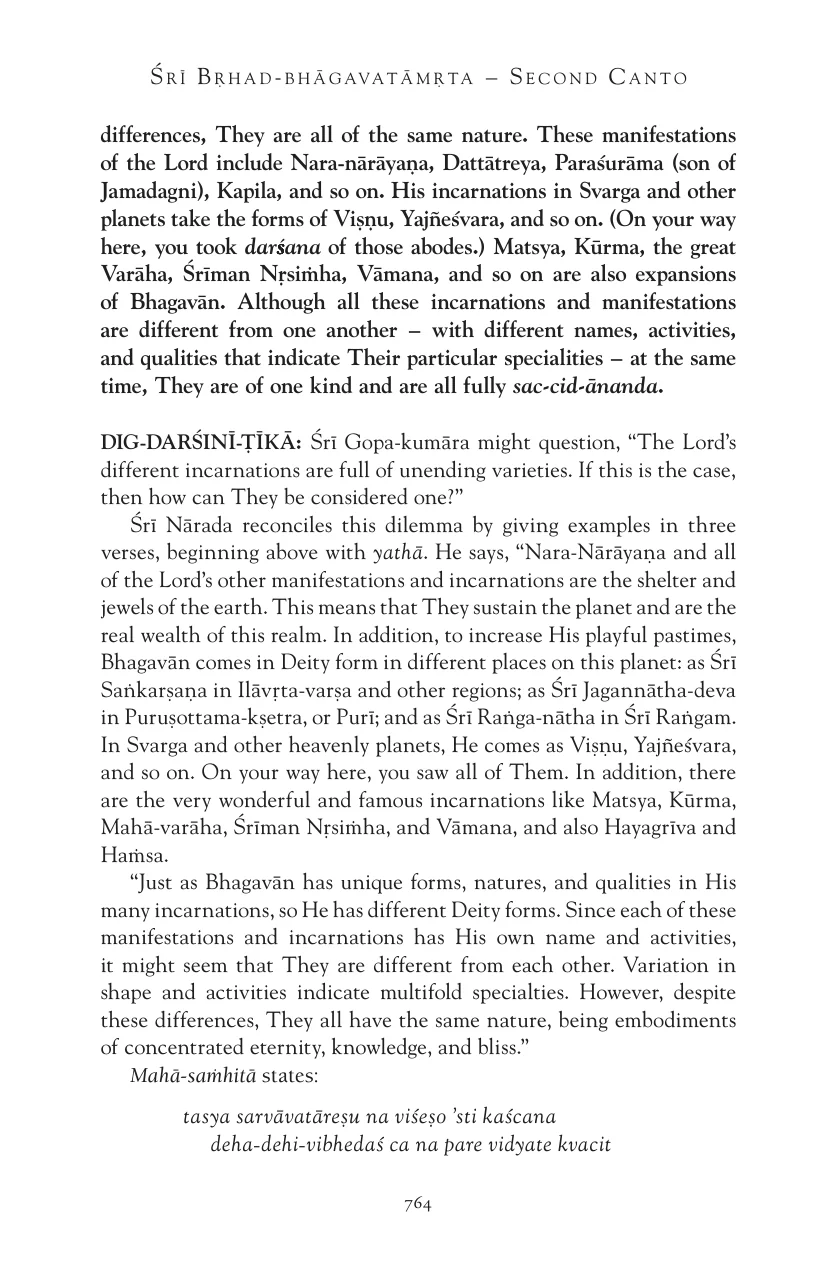 Śrī Bṛhad-bhāgavatāmṛta – Second Canto
differences, They are all of the same nature. These manifestations
of the Lord include Nara-nārāyaṇa, Dattātreya, Paraśurāma (son of
Jamadagni), Kapila, and so on. His incarnations in Svarga and other
planets take the forms of Viṣṇu, Yajñeśvara, and so on. (On your way
here, you took darśana of those abodes.) Matsya, Kūrma, the great
Varāha, Śrīman Nṛsiṁha, Vāmana, and so on are also expansions
of Bhagavān. Although all these incarnations and manifestations
are different from one another – with different names, activities,
and qualities that indicate Their particular specialities – at the same
time, They are of one kind and are all fully sac-cid-ānanda.
DIG-DARŚINĪ-ṬĪKĀ: Śrī Gopa-kumāra might question, “The Lord’s
different incarnations are full of unending varieties. If this is the case,
then how can They be considered one?”
Śrī Nārada reconciles this dilemma by giving examples in three
verses, beginning above with yathā. He says, “Nara-Nārāyaṇa and all
of the Lord’s other manifestations and incarnations are the shelter and
jewels of the earth. This means that They sustain the planet and are the
real wealth of this realm. In addition, to increase His playful pastimes,
Bhagavān comes in Deity form in different places on this planet: as Śrī
Saṅkarṣaṇa in Ilāvṛta-varṣa and other regions; as Śrī Jagannātha-deva
in Puruṣottama-kṣetra, or Purī; and as Śrī Raṅga-nātha in Śrī Raṅgam.
In Svarga and other heavenly planets, He comes as Viṣṇu, Yajñeśvara,
and so on. On your way here, you saw all of Them. In addition, there
are the very wonderful and famous incarnations like Matsya, Kūrma,
Mahā-varāha, Śrīman Nṛsiṁha, and Vāmana, and also Hayagrīva and
Haṁsa.
“Just as Bhagavān has unique forms, natures, and qualities in His
many incarnations, so He has different Deity forms. Since each of these
manifestations and incarnations has His own name and activities,
it might seem that They are different from each other. Variation in
shape and activities indicate multifold specialties. However, despite
these differences, They all have the same nature, being embodiments
of concentrated eternity, knowledge, and bliss.”
Mahā-saṁhitā states:
tasya sarvāvatāreṣu na viśeṣo ’sti kaścana
deha-dehi-vibhedaś ca na pare vidyate kvacit
764